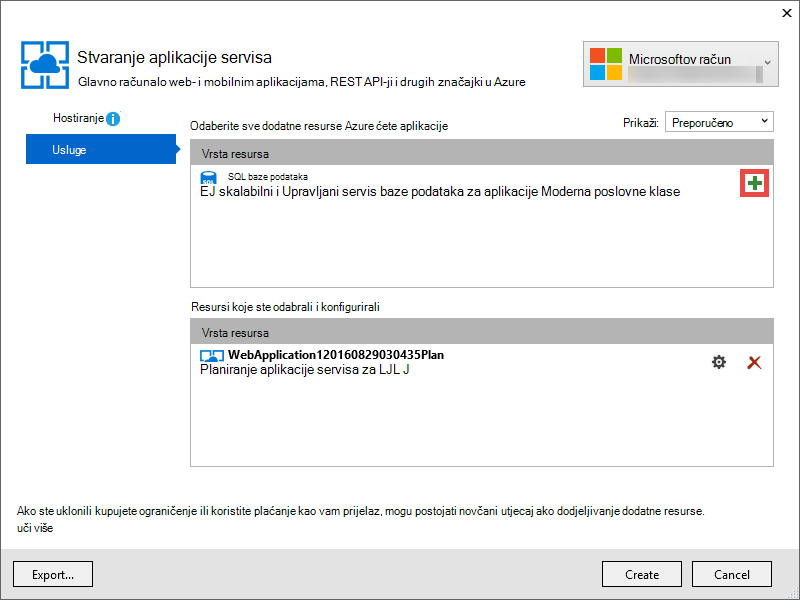 Stvaranje aplikacije servisa
Glavno računalo web- i mobilnim aplikacijama, REST API-ji i drugih značajki u Azure
Microsoftov račun
Hostiranje
Usluge
Odaberite sve dodatne resurse Azure ćete aplikacije
Prikaži:
Preporučeno
Vrsta resursa
SQL baze podataka
EJ skalabilni i Upravljani servis baze podataka za aplikacije Moderna poslovne klase
Resursi koje ste odabrali i konfigurirali
Vrsta resursa
WebApplication120160829030435Plan
Planiranje aplikacije servisa za LJL J
Ako ste uklonili kupujete ograničenje ili koristite plaćanje kao vam prijelaz, mogu postojati novčani utjecaj ako dodjeljivanje dodatne resurse.
uči više
Export...
Create
Cancel